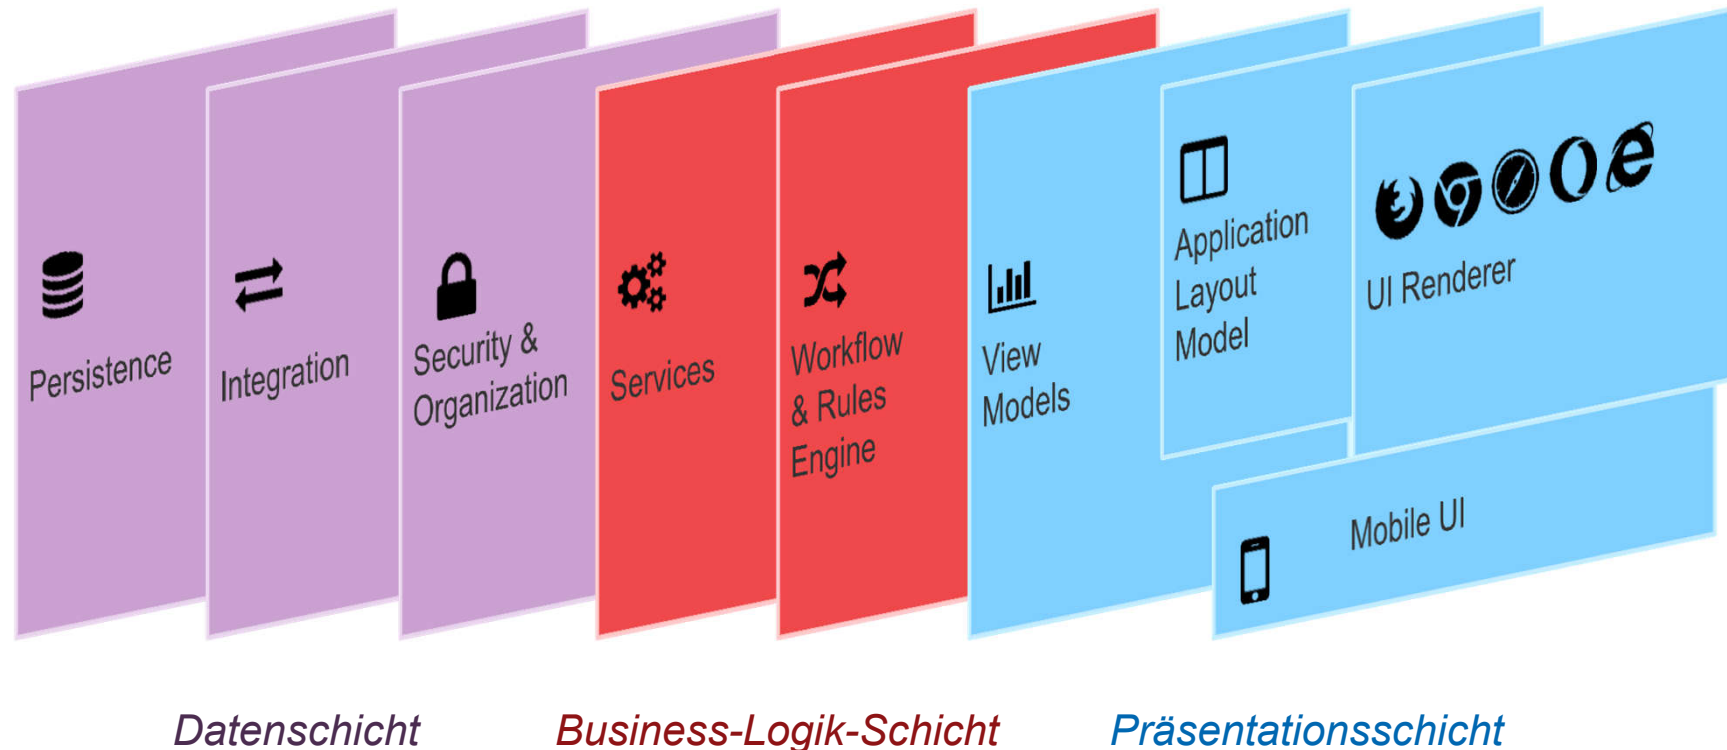 Persistence
Integration
Security &
Organization
Services
Workflow
& Rules
Engine
View
Models
Application
Layout
Model
UI Renderer
Mobile UI
Datenschicht
Business-Logik-Schicht
Präsentationsschicht